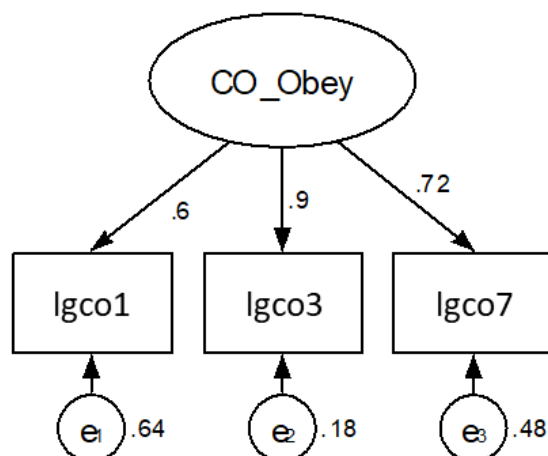 CO_Obey
.6 .9 .72
lgco1 lgco3 lgco7
e1 .64 e2 .18 e3 .48